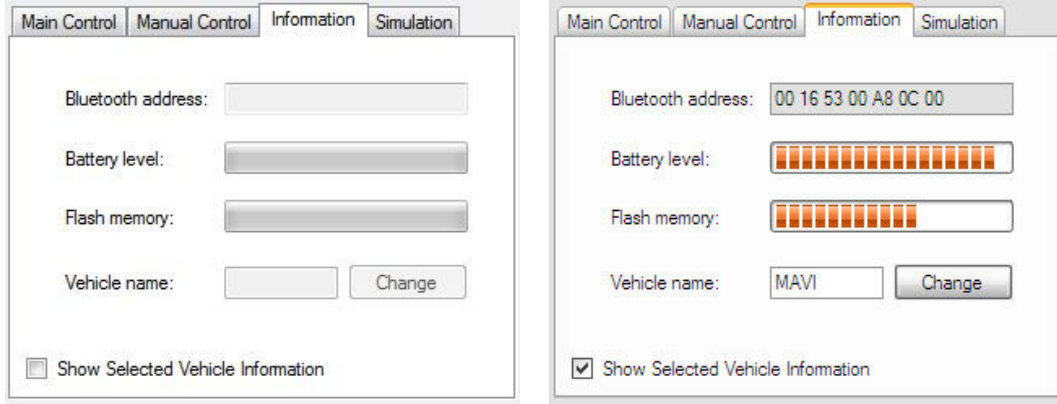 Main Control Manual Control Information Simulation
Bluetooth address:
Battery level:
Flash memory:
Vehicle name: Change
Show Selected Vehicle Information
Main Control Manual Control Information Simulation
Bluetooth address: 00 16 53 00 A8 0C 00
Battery level:
Flash memory:
Vehicle name: MAVI Change
Show Selected Vehicle Information